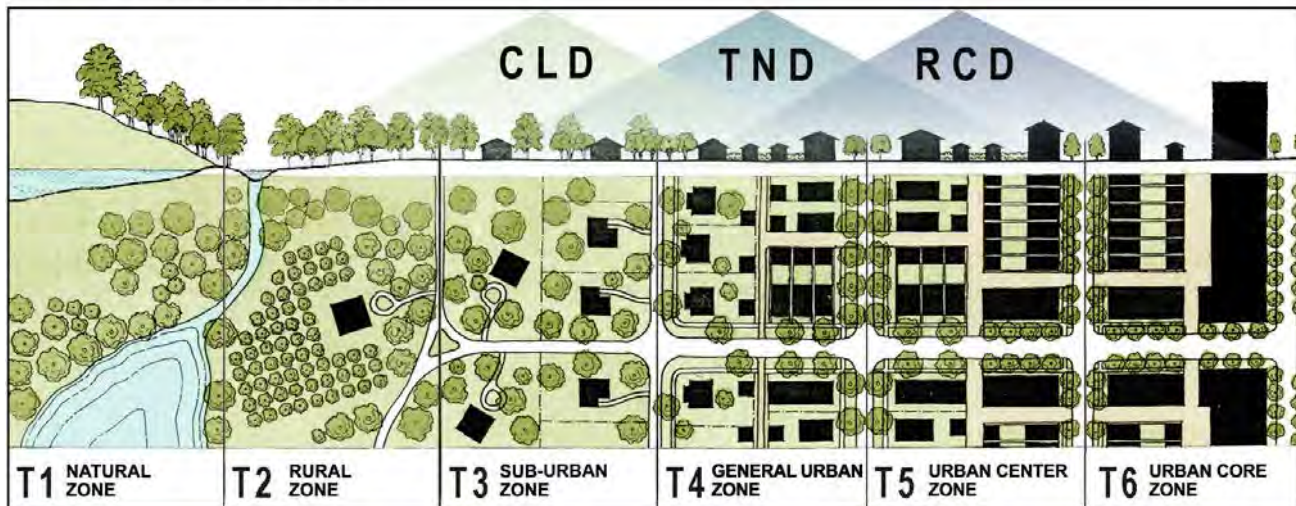 CLD TND RCD
T1 NATURAL
ZONE
T2 RURAL
ZONE
T3 SUB-URBAN
ZONE
T4 GENERAL URBAN
ZONE
T5 URBAN CENTER
ZONE
T6 URBAN CORE
ZONE